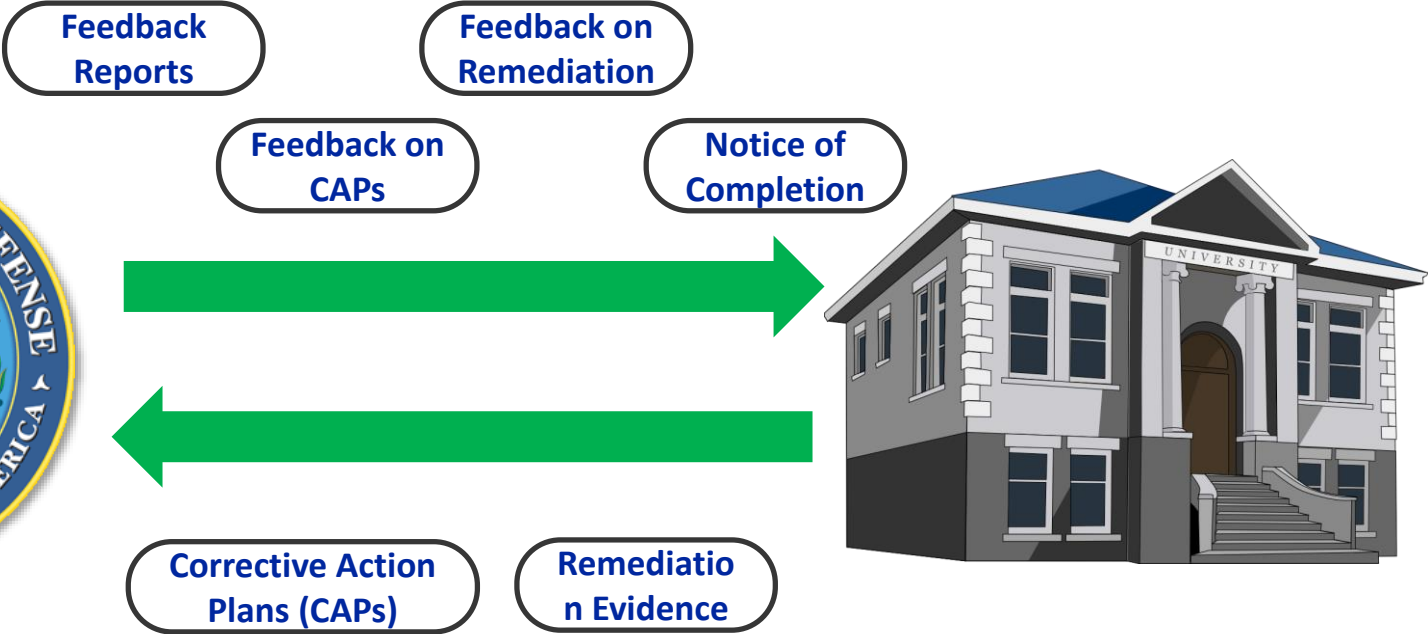 Feedback
Reports
Feedback on
Remediation
Feedback on
CAPs
Notice of
Completion
UNIVERSITY
Corrective Action
Plans (CAPs)
Remediatio
n Evidence